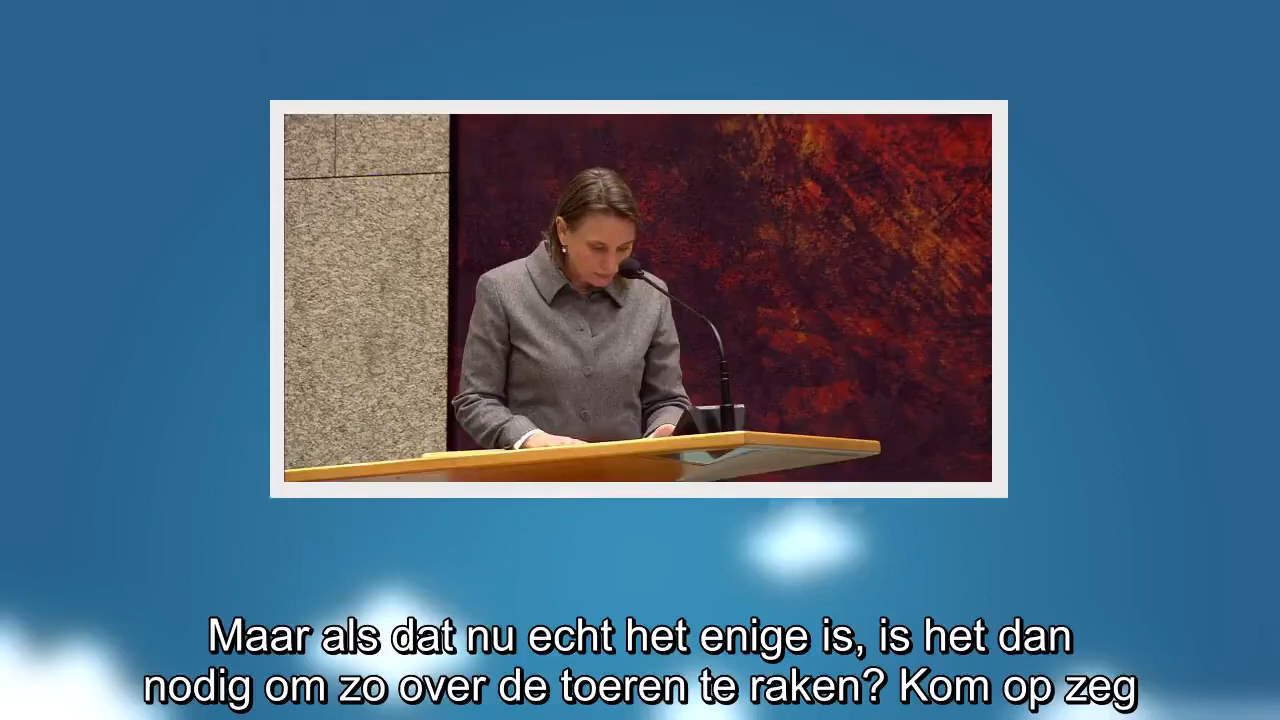 Maar als dat nu echt het enige is, is het dan
nodig om zo over de toeren te raken? Kom op zeg